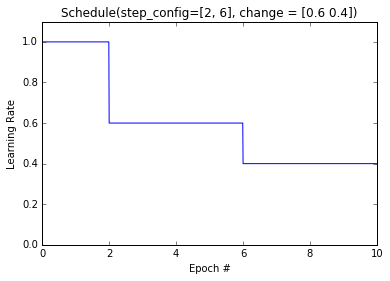 Schedule(step_config=[2, 6], change = [0.6 0.4])
Learning Rate
1.0
0.8
0.6
0.4
0.2
0.0
0 2 4 6 8 10
Epoch #